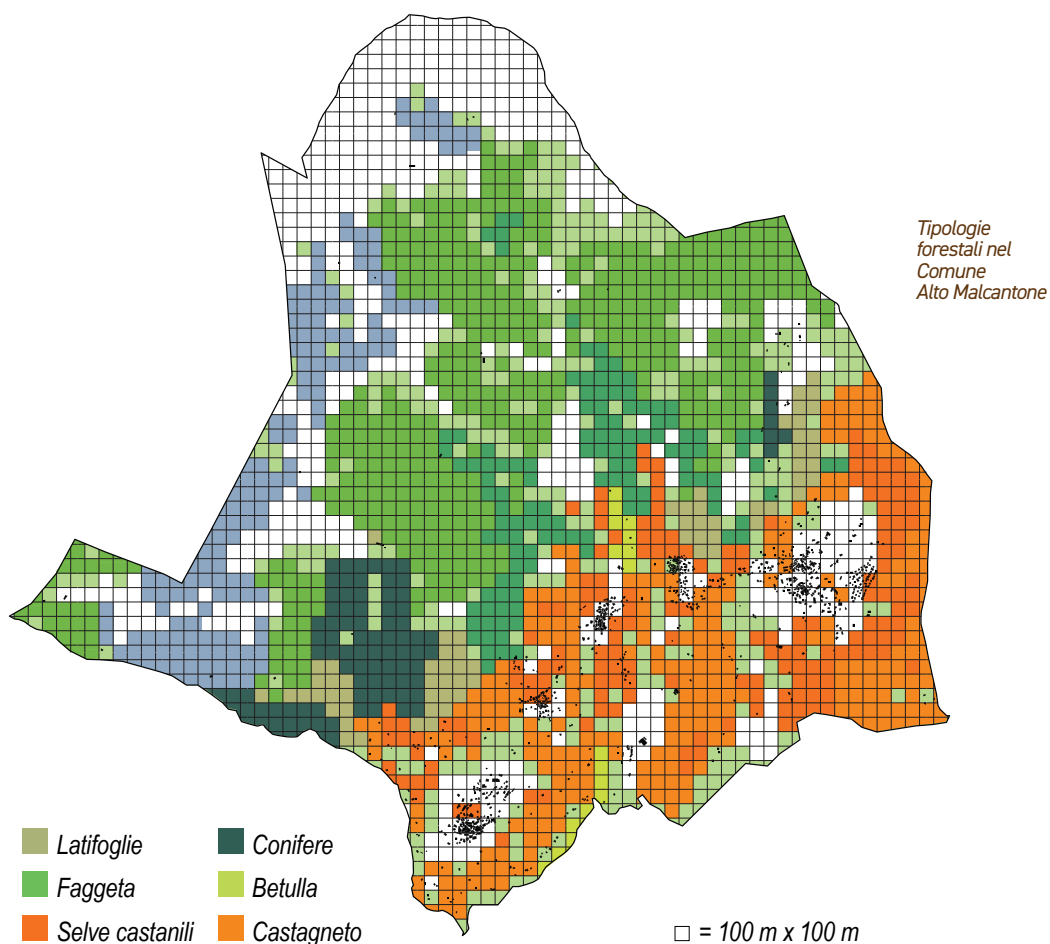 Tipologie
forestali nel
Comune
Alto Malcantone
Latifoglie
Conifere
Faggeta
Betulla
Selve castanili
Castagneto
= 100 m x 100 m